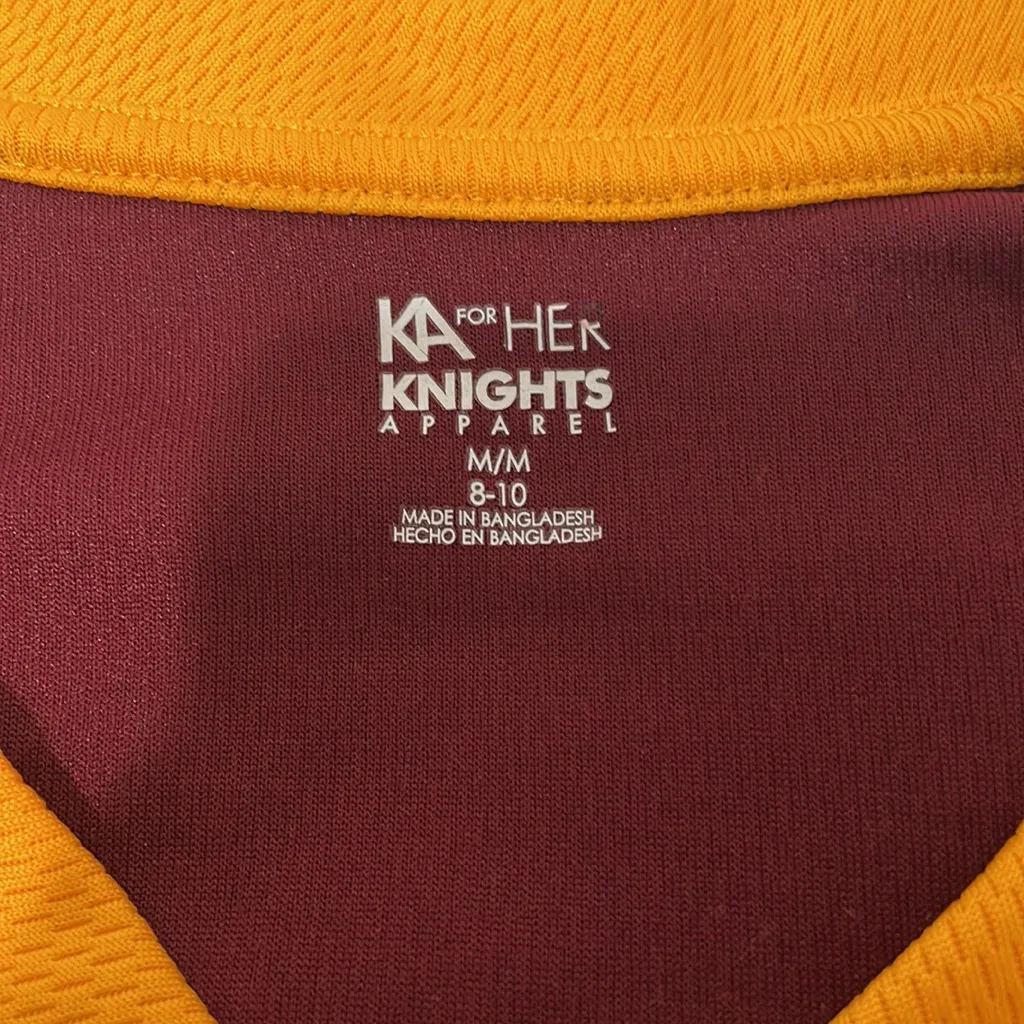 KA FOR HER
KNIGHTS
APPAREL
M/M
8-10
MADE IN BANGLADESH
HECHO EN BANGLADESH